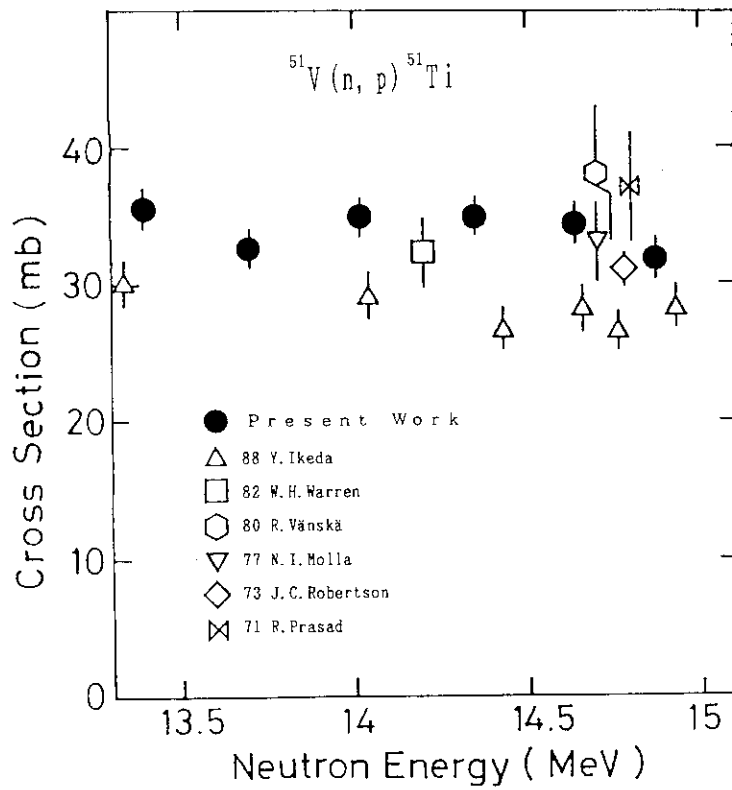 ⁵¹V(n, p)⁵¹Ti
40
30
20
10
0
Cross Section (mb)
Present Work
88 Y. Ikeda
82 W. H. Warren
80 R. Vänskä
77 N. I. Molla
73 J. C. Robertson
71 R. Prasad
13.5 14 14.5 15
Neutron Energy (MeV)